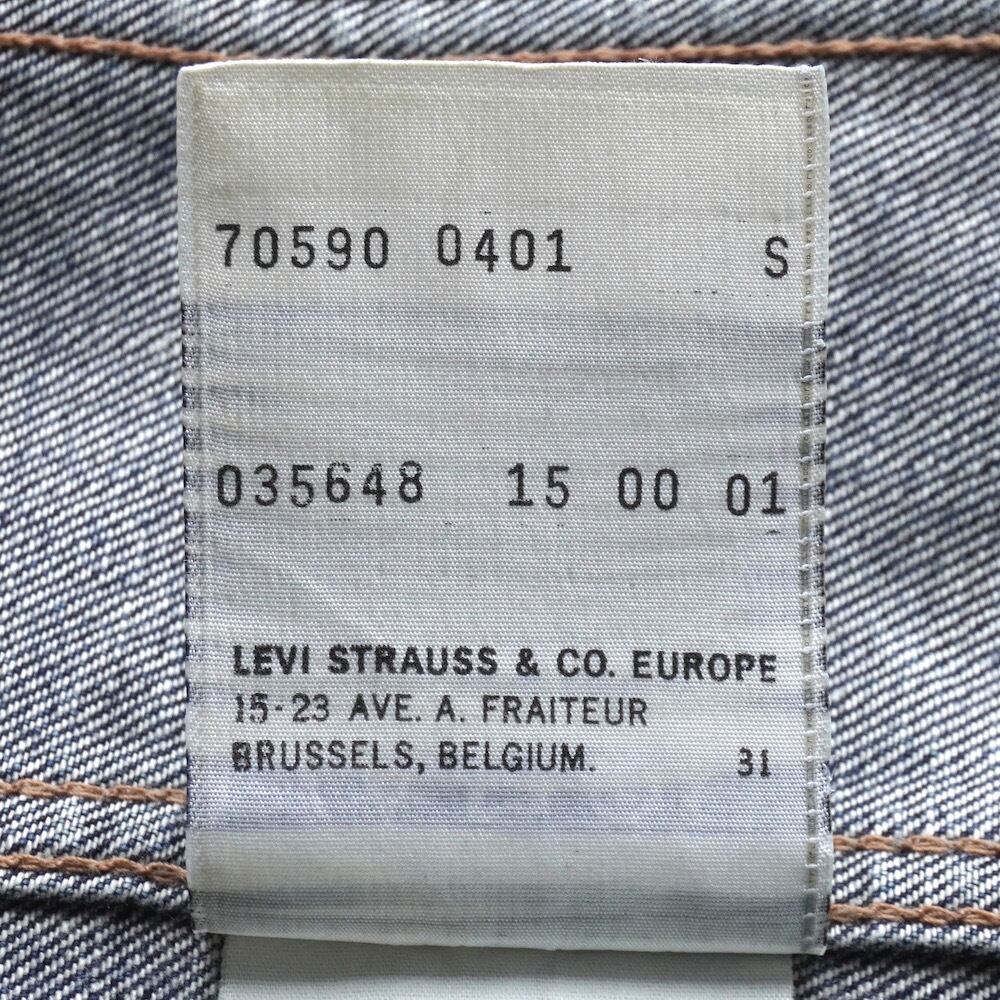 70590 0401 S
035648 15 00 01
LEVI STRAUSS & CO. EUROPE
15-23 AVE. A. FRAITEUR
BRUSSELS, BELGIUM. 31